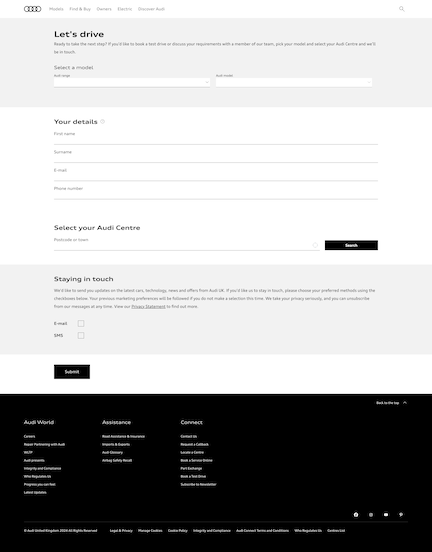 Models Find & Buy Owners Electric Discover Audi
Let's drive
Ready to take the next step? If you'd like to book a test drive or discuss your requirements with a member of our team, pick your model and select your Audi Centre and we'll
be in touch.
Select a model
Audi range Audi model
Your details
First name
Surname
E-mail
Phone number
Select your Audi Centre
Postcode or town
Search
Staying in touch
We'd like to send you updates on the latest cars, technology, news and offers from Audi UK. If you'd like us to stay in touch, please choose your preferred methods using the
checkboxes below. Your previous marketing preferences will be followed if you do not make a selection this time. We take your privacy seriously, and you can unsubscribe
from our messages at any time. View our Privacy Statement to find out more.
E-mail
SMS
Submit
Back to the top
Audi World Assistance Connect
Careers Road Assistance & Insurance Contact Us
Repair Partnering with Audi Imports & Exports Request a Callback
WLTP Audi Glossary Locate a Centre
Audi presents Airbag Safety Recall Book a Service Online
Integrity and Compliance Part Exchange
Who Regulates Us Book a Test Drive
Progress you can feel Subscribe to Newsletter
Latest Updates
© Audi United Kingdom. 2024 All Rights Reserved Legal & Privacy Manage Cookies Cookie Policy Integrity and Compliance Audi Connect Terms and Conditions Who Regulates Us Centres List